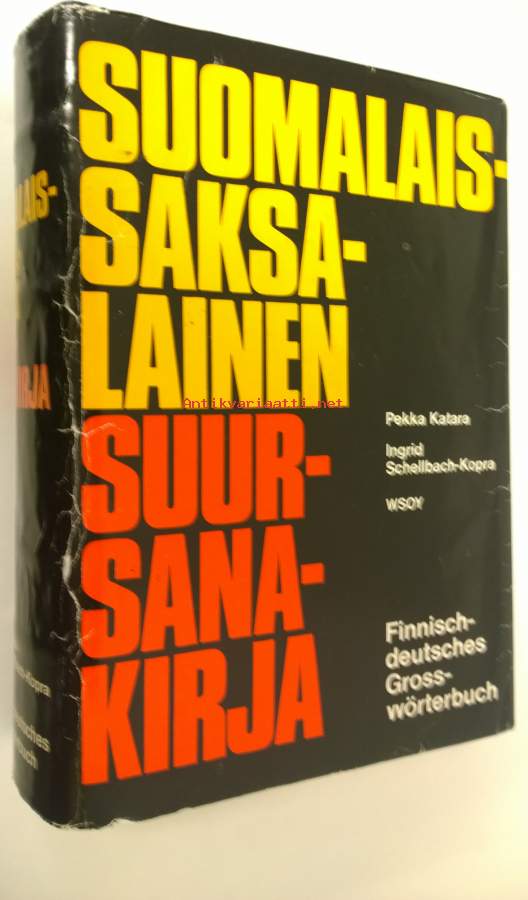 SUOMALAIS-
SAKSA-
LAINEN
SUUR-
SANA-
KIRJA
Pekka Katara
Ingrid
Schellbach-Kopra
WSOY
Finnisch-
deutsches
Gross-
wörterbuch
Antikvariaatti.net